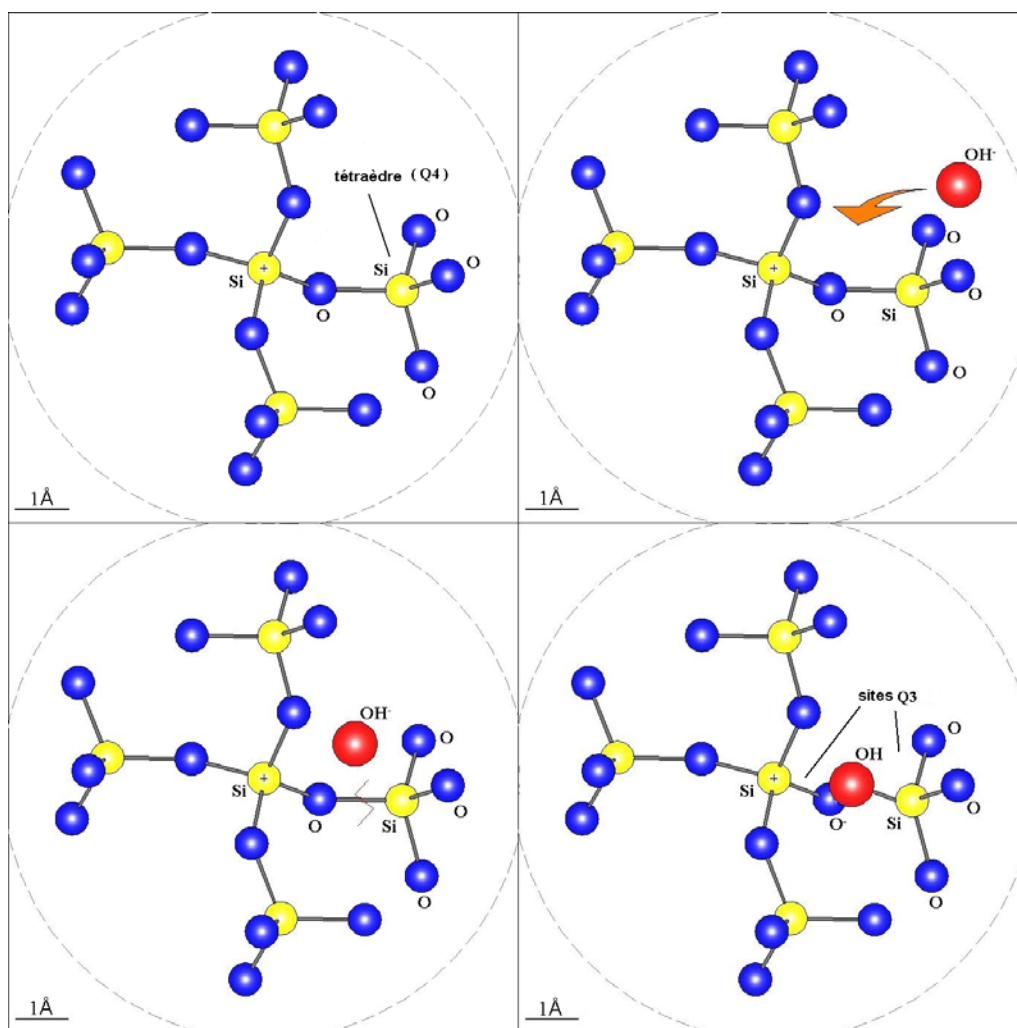 tétraèdre ( Q4 )
O
Si
O
Si
+
O
O
1Å
OH-
O
O
Si
+
O
Si
O
1Å
OH-
O
Si
+
O
O
Si
O
1Å
sites Q3
OH
O
Si
+
O
O-
Si
O
1Å